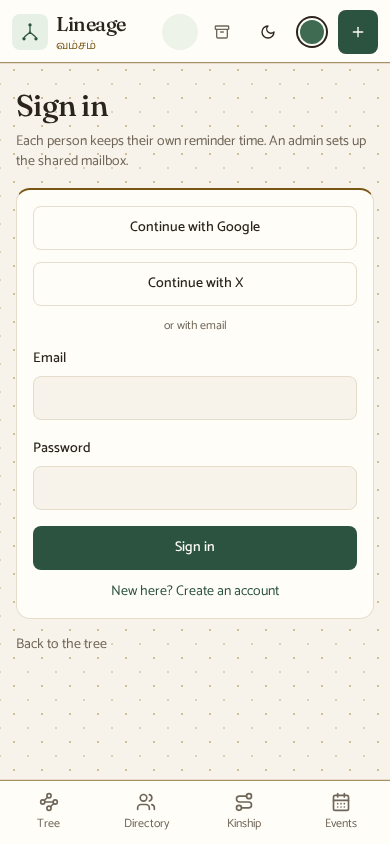 Lineage
வம்சம்
Sign in
Each person keeps their own reminder time. An admin sets up
the shared mailbox.
Continue with Google
Continue with X
or with email
Email
Password
Sign in
New here? Create an account
Back to the tree
Tree
Directory
Kinship
Events